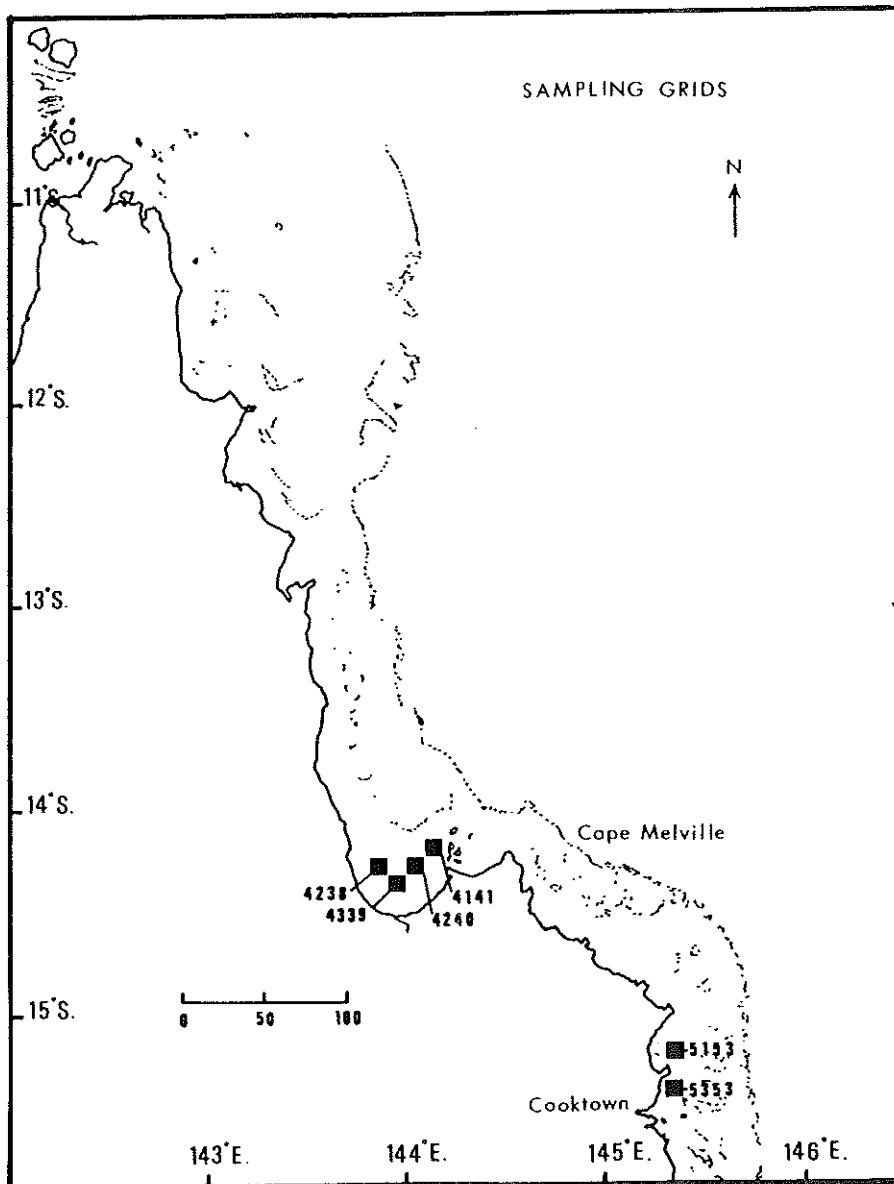 SAMPLING GRIDS
N
11°S.
12°S.
13°S.
14°S.
Cape Melville
4238
4339
4141
4240
0 50 100
15°S.
5153
5353
Cooktown
143°E. 144°E. 145°E. 146°E.